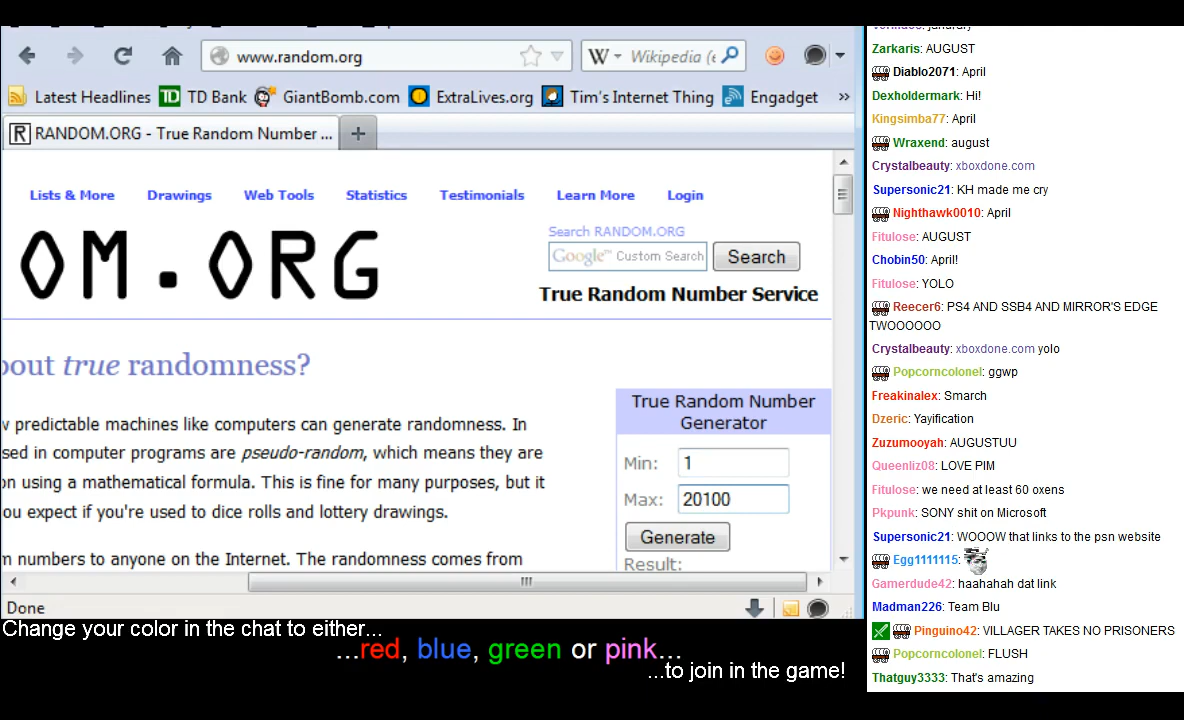 www.random.org
Wikipedia (e
Latest Headlines TD TD Bank GiantBomb.com ExtraLives.org Tim's Internet Thing Engadget »
R RANDOM.ORG - True Random Number ... +
Lists & More Drawings Web Tools Statistics Testimonials Learn More Login
OM.ORG
Search RANDOM.ORG
Google™ Custom Search Search
True Random Number Service
bout true randomness?
True Random Number
Generator
w predictable machines like computers can generate randomness. In
sed in computer programs are pseudo-random, which means they are
on using a mathematical formula. This is fine for many purposes, but it
ou expect if you're used to dice rolls and lottery drawings.
m numbers to anyone on the Internet. The randomness comes from
Min: 1
Max: 20100
Generate
Result:
Done
Change your color in the chat to either...
...red, blue, green or pink...
...to join in the game!
Zarkaris: AUGUST
Diablo2071: April
Dexholdermark: Hi!
Kingsimba77: April
Wraxend: august
Crystalbeauty: xboxdone.com
Supersonic21: KH made me cry
Nighthawk0010: April
Fitulose: AUGUST
Chobin50: April!
Fitulose: YOLO
Reecer6: PS4 AND SSB4 AND MIRROR'S EDGE
TWOOOOOO
Crystalbeauty: xboxdone.com yolo
Popcorncolonel: ggwp
Freakinalex: Smarch
Dzeric: Yayification
Zuzumooyah: AUGUSTUU
Queenliz08: LOVE PIM
Fitulose: we need at least 60 oxens
Pkpunk: SONY shit on Microsoft
Supersonic21: WOOOW that links to the psn website
Egg1111115:
Gamerdude42: haahahah dat link
Madman226: Team Blu
Pinguino42: VILLAGER TAKES NO PRISONERS
Popcorncolonel: FLUSH
Thatguy3333: That's amazing